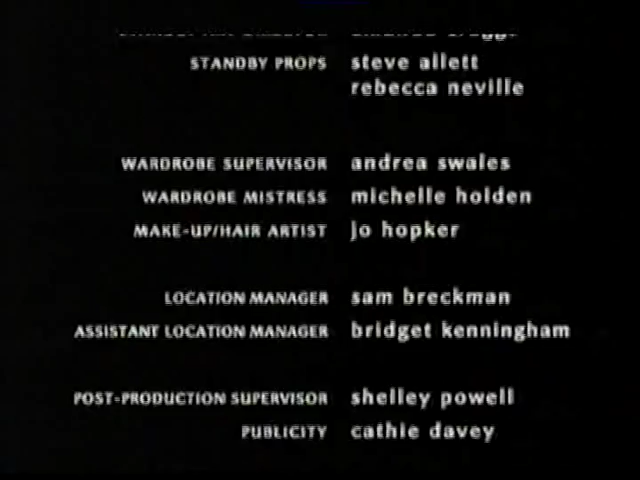 STANDBY PROPS steve allett
rebecca neville
WARDROBE SUPERVISOR andrea swales
WARDROBE MISTRESS michelle holden
MAKE-UP/HAIR ARTIST jo hopker
LOCATION MANAGER sam breckman
ASSISTANT LOCATION MANAGER bridget kenningham
POST-PRODUCTION SUPERVISOR shelley powell
PUBLICITY cathie davey